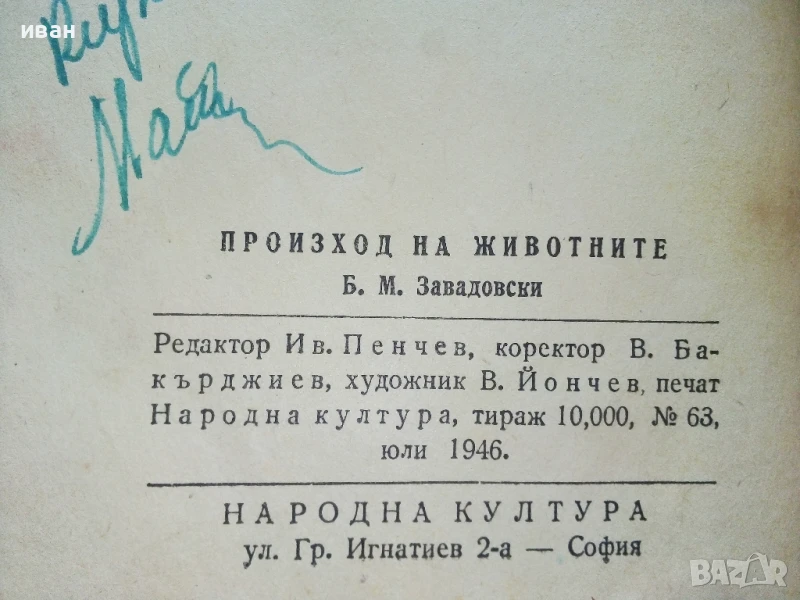 иван
ПРОИЗХОД НА ЖИВОТНИТЕ
Б. М. Завадовски
Редактор Ив. Пенчев, коректор В. Ба-
кърджиев, художник В. Йончев, печат
Народна култура, тираж 10,000, № 63,
юли 1946.
НАРОДНА КУЛТУРА
ул. Гр. Игнатиев 2-а — София
BAZAR